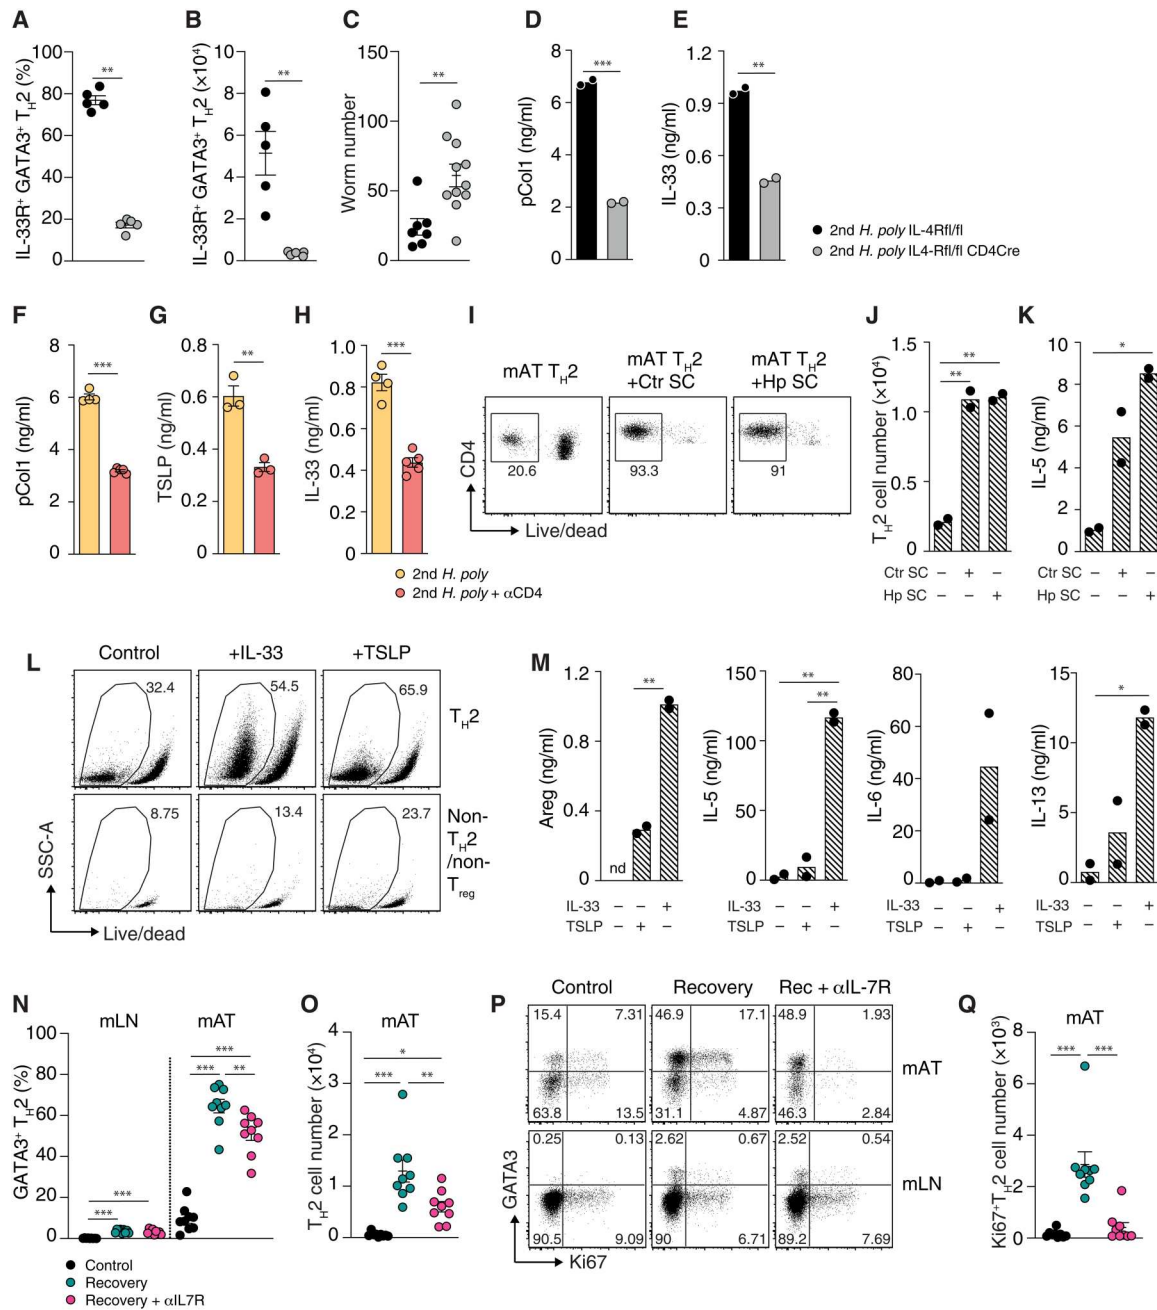 A
IL-33R+ GATA3+ TH2 (%)
100
80
60
40
20
0
**
B
IL-33R+ GATA3+ TH2 (×10⁴)
10
8
6
4
2
0
**
C
Worm number
150
100
50
0
**
D
pCol1 (ng/ml)
8
6
4
2
0
***
E
IL-33 (ng/ml)
1.2
0.9
0.6
0.3
0
**
2nd H. poly IL-4Rfl/fl
2nd H. poly IL4-Rfl/fl CD4Cre
F
pCol1 (ng/ml)
8
6
4
2
0
***
G
TSLP (ng/ml)
0.8
0.6
0.4
0.2
0
**
H
IL-33 (ng/ml)
1.0
0.8
0.6
0.4
0.2
0
***
2nd H. poly
2nd H. poly + αCD4
I
mAT TH2
mAT TH2
+Ctr SC
mAT TH2
+Hp SC
20.6
93.3
91
CD4
Live/dead
J
TH2 cell number (×10⁴)
1.5
1.0
0.5
0
**
**
Ctr SC – + –
Hp SC – – +
K
IL-5 (ng/ml)
10
8
6
4
2
0
*
Ctr SC – + –
Hp SC – – +
L
Control
+IL-33
+TSLP
32.4
54.5
65.9
TH2
8.75
13.4
23.7
Non-
TH2
/non-
Treg
SSC-A
Live/dead
M
Areg (ng/ml)
1.2
0.8
0.4
0
nd
**
IL-33 – – +
TSLP – + –
IL-5 (ng/ml)
150
100
50
0
**
**
IL-33 – – +
TSLP – + –
IL-6 (ng/ml)
80
60
40
20
0
IL-33 – – +
TSLP – + –
IL-13 (ng/ml)
15
10
5
0
*
IL-33 – – +
TSLP – + –
N
mLN
mAT
GATA3+ TH2 (%)
100
80
60
40
20
0
***
***
***
***
**
Control
Recovery
Recovery + αIL7R
O
mAT
TH2 cell number (×10⁴)
4
3
2
1
0
*
***
**
P
Control
Recovery
Rec + αIL-7R
15.4
7.31
46.9
17.1
48.9
1.93
mAT
63.8
13.5
31.1
4.87
46.3
2.84
0.25
0.13
2.62
0.67
2.52
0.54
mLN
90.5
9.09
90
6.71
89.2
7.69
GATA3
Ki67
Q
mAT
Ki67+TH2 cell number (×10³)
8
6
4
2
0
***
***